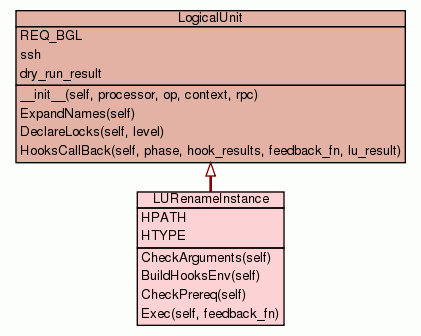 LogicalUnit
REQ_BGL
ssh
dry_run_result
__init__(self, processor, op, context, rpc)
ExpandNames(self)
DeclareLocks(self, level)
HooksCallBack(self, phase, hook_results, feedback_fn, lu_result)
LURenameInstance
HPATH
HTYPE
CheckArguments(self)
BuildHooksEnv(self)
CheckPrereq(self)
Exec(self, feedback_fn)